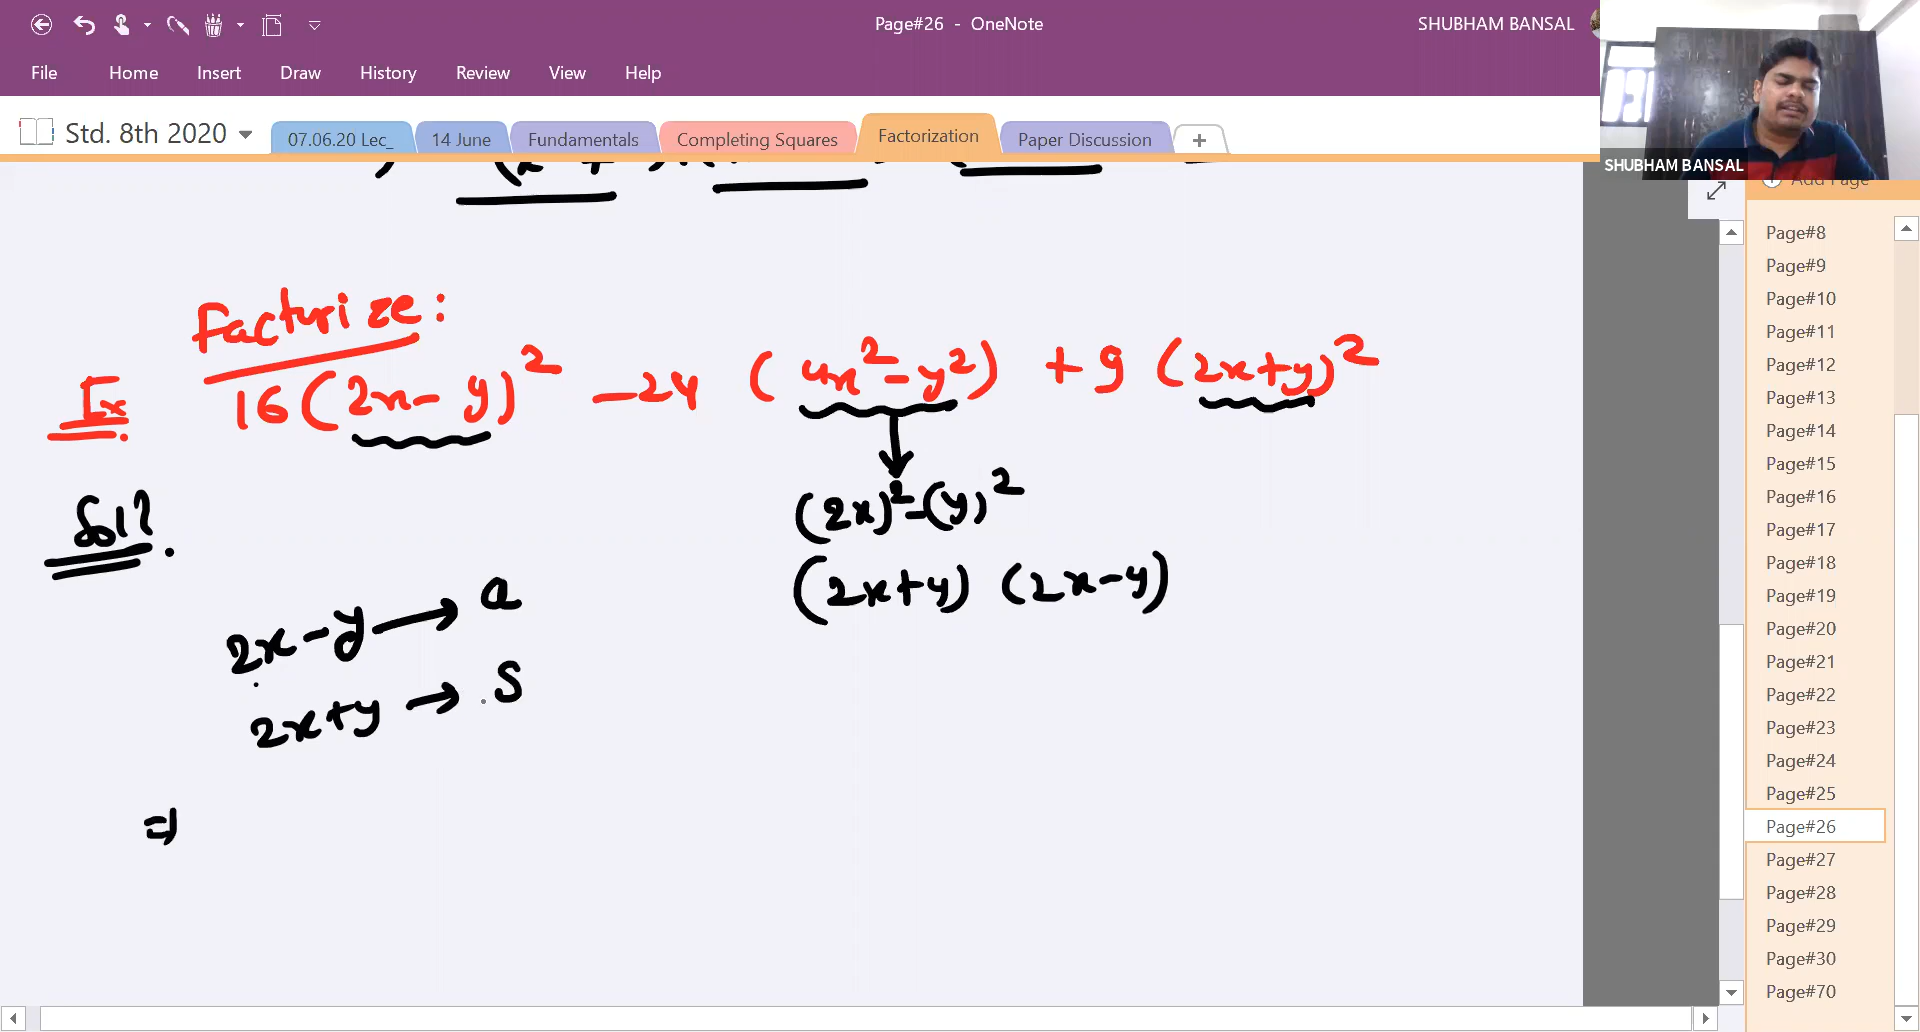 Page#26 - OneNote
SHUBHAM BANSAL
File Home Insert Draw History Review View Help
SHUBHAM BANSAL
Std. 8th 2020
07.06.20 Lec_
14 June
Fundamentals
Completing Squares
Factorization
Paper Discussion
+
Add Page
Factorize:
Ex 16(2x-y)² -24 (4x²-y²) +9 (2x+y)²
(2x)²-(y)²
Sol?.
(2x+y) (2x-y)
2x-y→a
2x+y→S
⇒
Page#8
Page#9
Page#10
Page#11
Page#12
Page#13
Page#14
Page#15
Page#16
Page#17
Page#18
Page#19
Page#20
Page#21
Page#22
Page#23
Page#24
Page#25
Page#26
Page#27
Page#28
Page#29
Page#30
Page#70